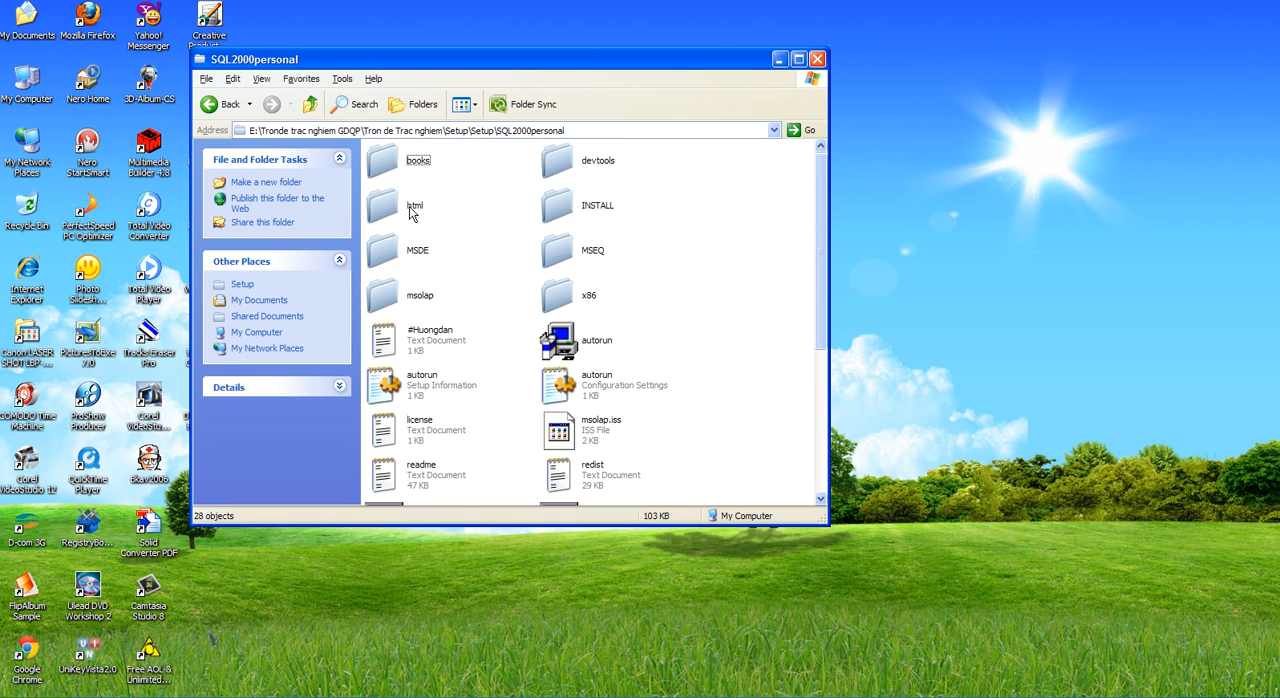 My Documents
Mozilla Firefox
Yahoo!
Messenger
Creative
My Computer
Nero Home
3D-Album-CS
My Network
Places
Nero
StartSmart
Multimedia
Builder 4.8
Recycle Bin
PerfectSpeed
PC Optimizer
Total Video
Converter
Internet
Explorer
Photo
Slidesh...
Total Video
Player
Canon LASER
SHOT LBP-...
PicturesToExe
7.0
Tracks Eraser
Pro
COMODO Time
Machine
ProShow
Producer
Corel
VideoStu...
Corel
VideoStudio 12
QuickTime
Player
Bkav2006
D-com 3G
RegistryBo...
Solid
Converter PDF
FlipAlbum
Sample
Ulead DVD
Workshop 2
Camtasia
Studio 8
Google
Chrome
UniKeyVista2.0
Free AOL &
Unlimited...
SQL2000personal
File Edit View Favorites Tools Help
Back Search Folders Folder Sync
Address E:\Tronde trac nghiem GDQP\Tron de Trac nghiem\Setup\Setup\SQL2000personal Go
File and Folder Tasks
Make a new folder
Publish this folder to the
Web
Share this folder
Other Places
Setup
My Documents
Shared Documents
My Computer
My Network Places
Details
books
devtools
html
INSTALL
MSDE
MSEQ
msolap
x86
#Huongdan
Text Document
1 KB
autorun
autorun
Setup Information
1 KB
autorun
Configuration Settings
1 KB
license
Text Document
1 KB
msolap.iss
ISS File
2 KB
readme
Text Document
47 KB
redist
Text Document
29 KB
28 objects 103 KB My Computer